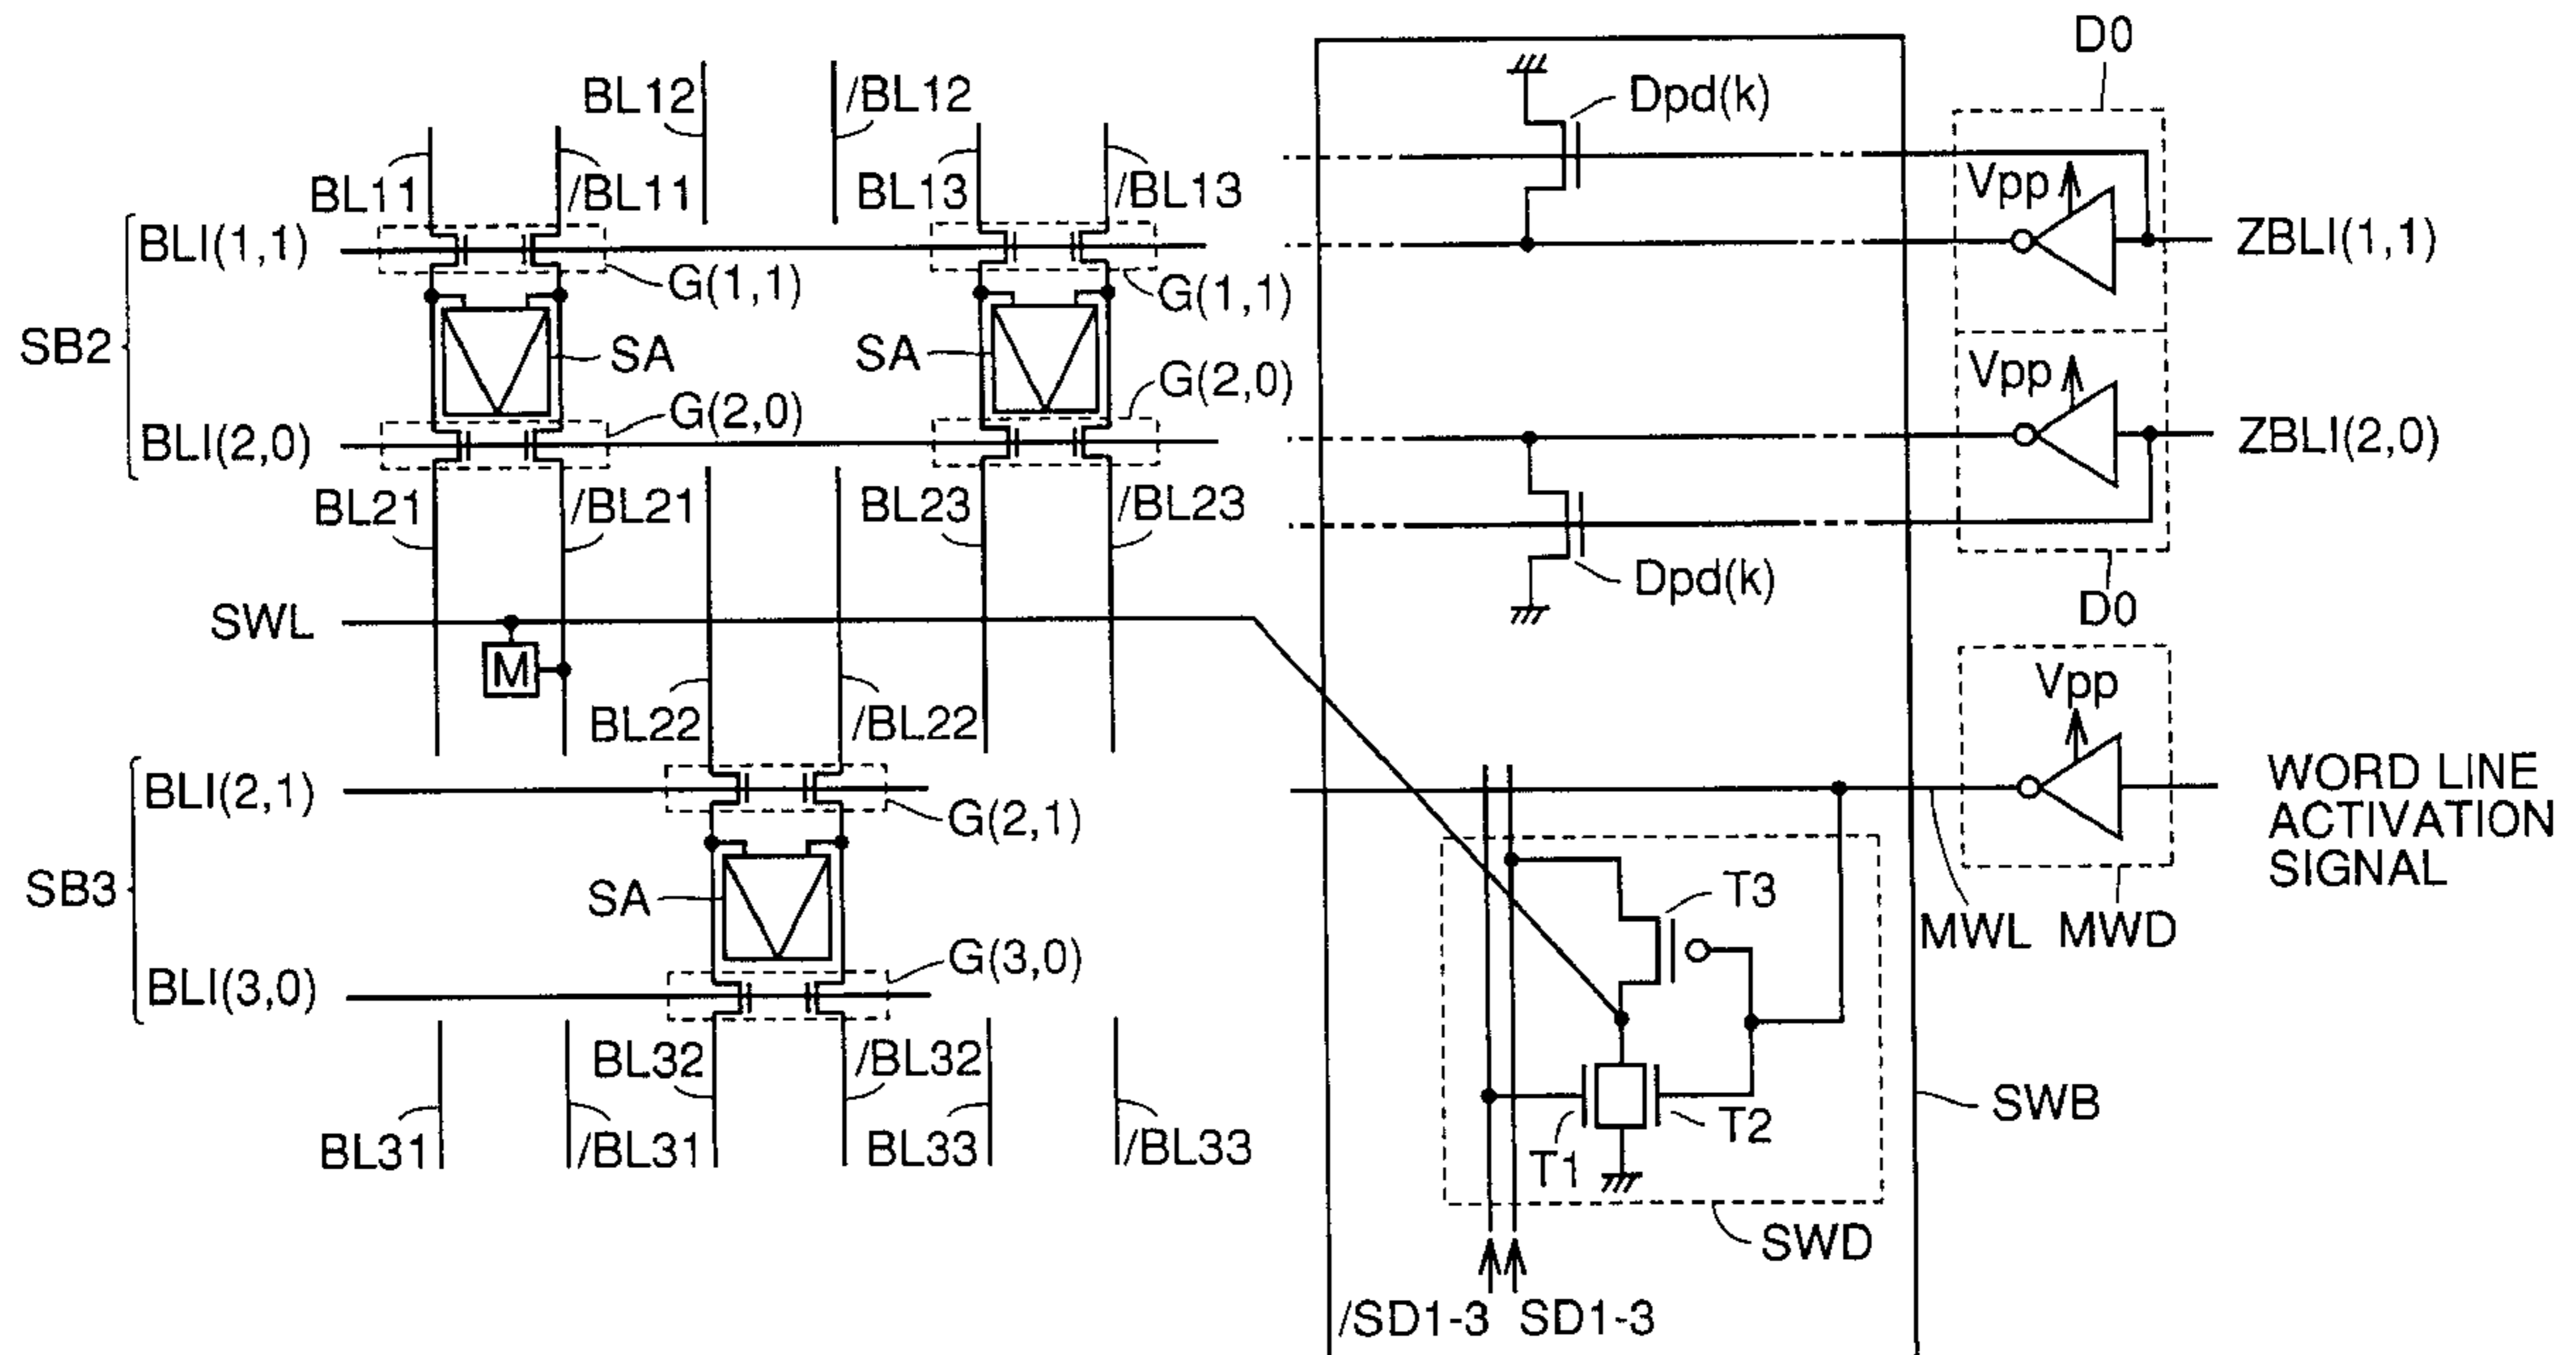 D0
BL12
/BL12
Dpd(k)
BL11
/BL11
BL13
/BL13
Vpp
BLI(1,1)
ZBLI(1,1)
G(1,1)
G(1,1)
SB2
SA
SA
Vpp
G(2,0)
G(2,0)
BLI(2,0)
ZBLI(2,0)
BL21
/BL21
BL23
/BL23
Dpd(k)
D0
SWL
M
BL22
/BL22
Vpp
BLI(2,1)
WORD LINE
ACTIVATION
SIGNAL
G(2,1)
SB3
SA
T3
MWL
MWD
G(3,0)
BLI(3,0)
BL32
/BL32
SWB
T2
T1
BL31
/BL31
BL33
/BL33
SWD
/SD1-3
SD1-3